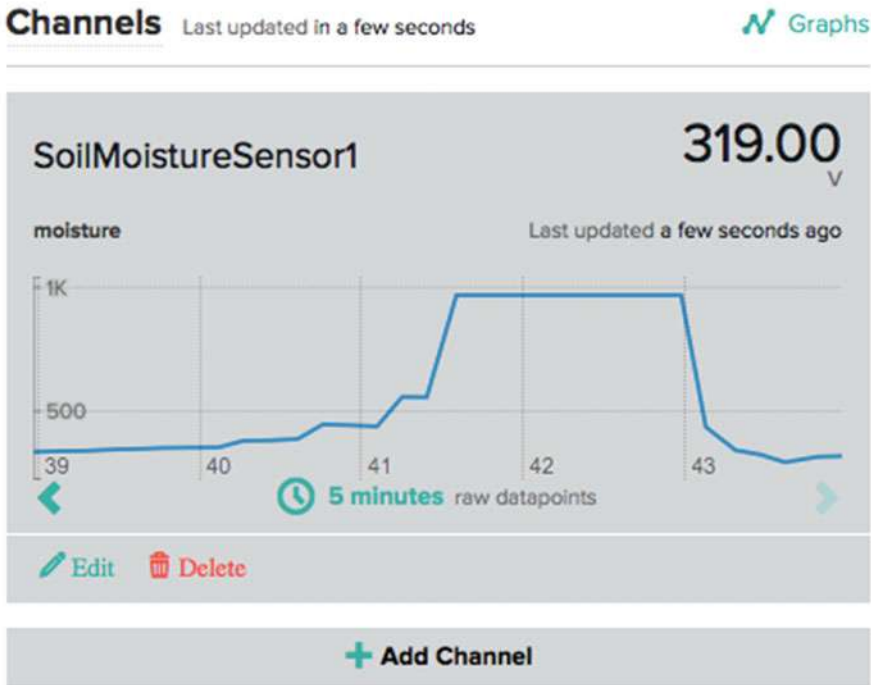 Channels Last updated in a few seconds Graphs
SoilMoistureSensor1 319.00
V
moisture Last updated a few seconds ago
1K
500
39 40 41 42 43
5 minutes raw datapoints
Edit Delete
Add Channel